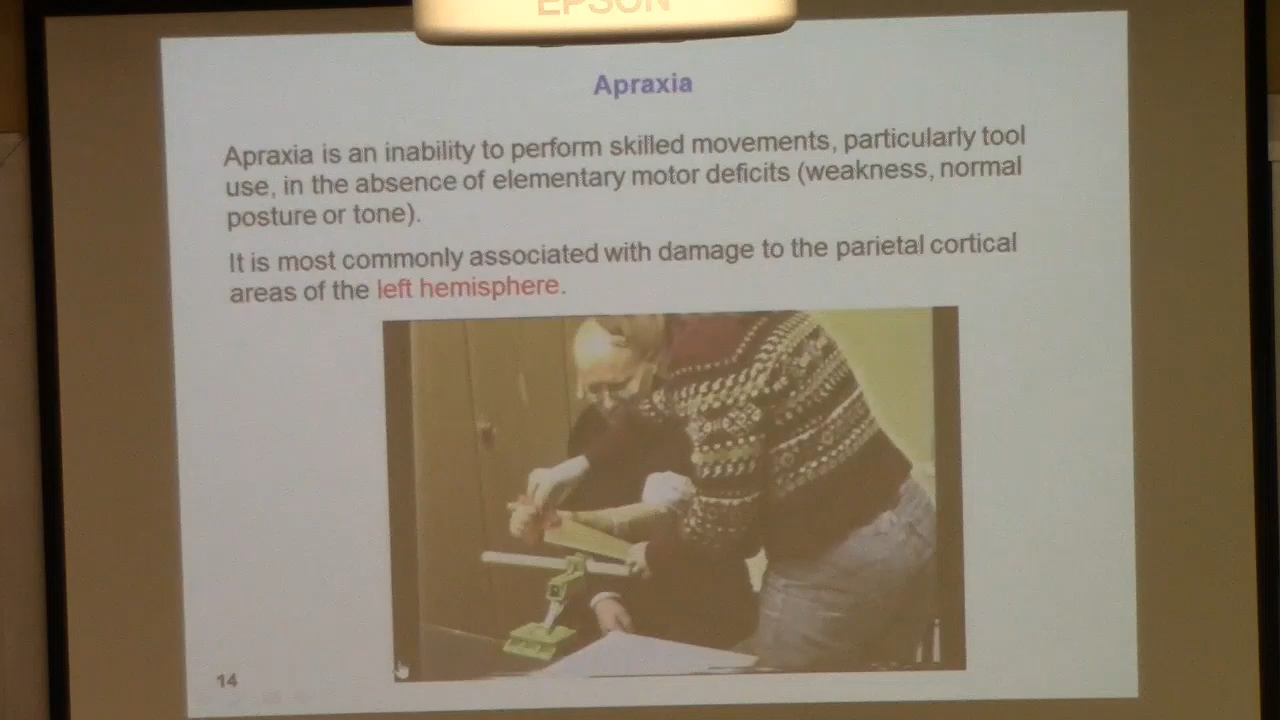 EPSON
Apraxia
Apraxia is an inability to perform skilled movements, particularly tool
use, in the absence of elementary motor deficits (weakness, normal
posture or tone).
It is most commonly associated with damage to the parietal cortical
areas of the left hemisphere.
14